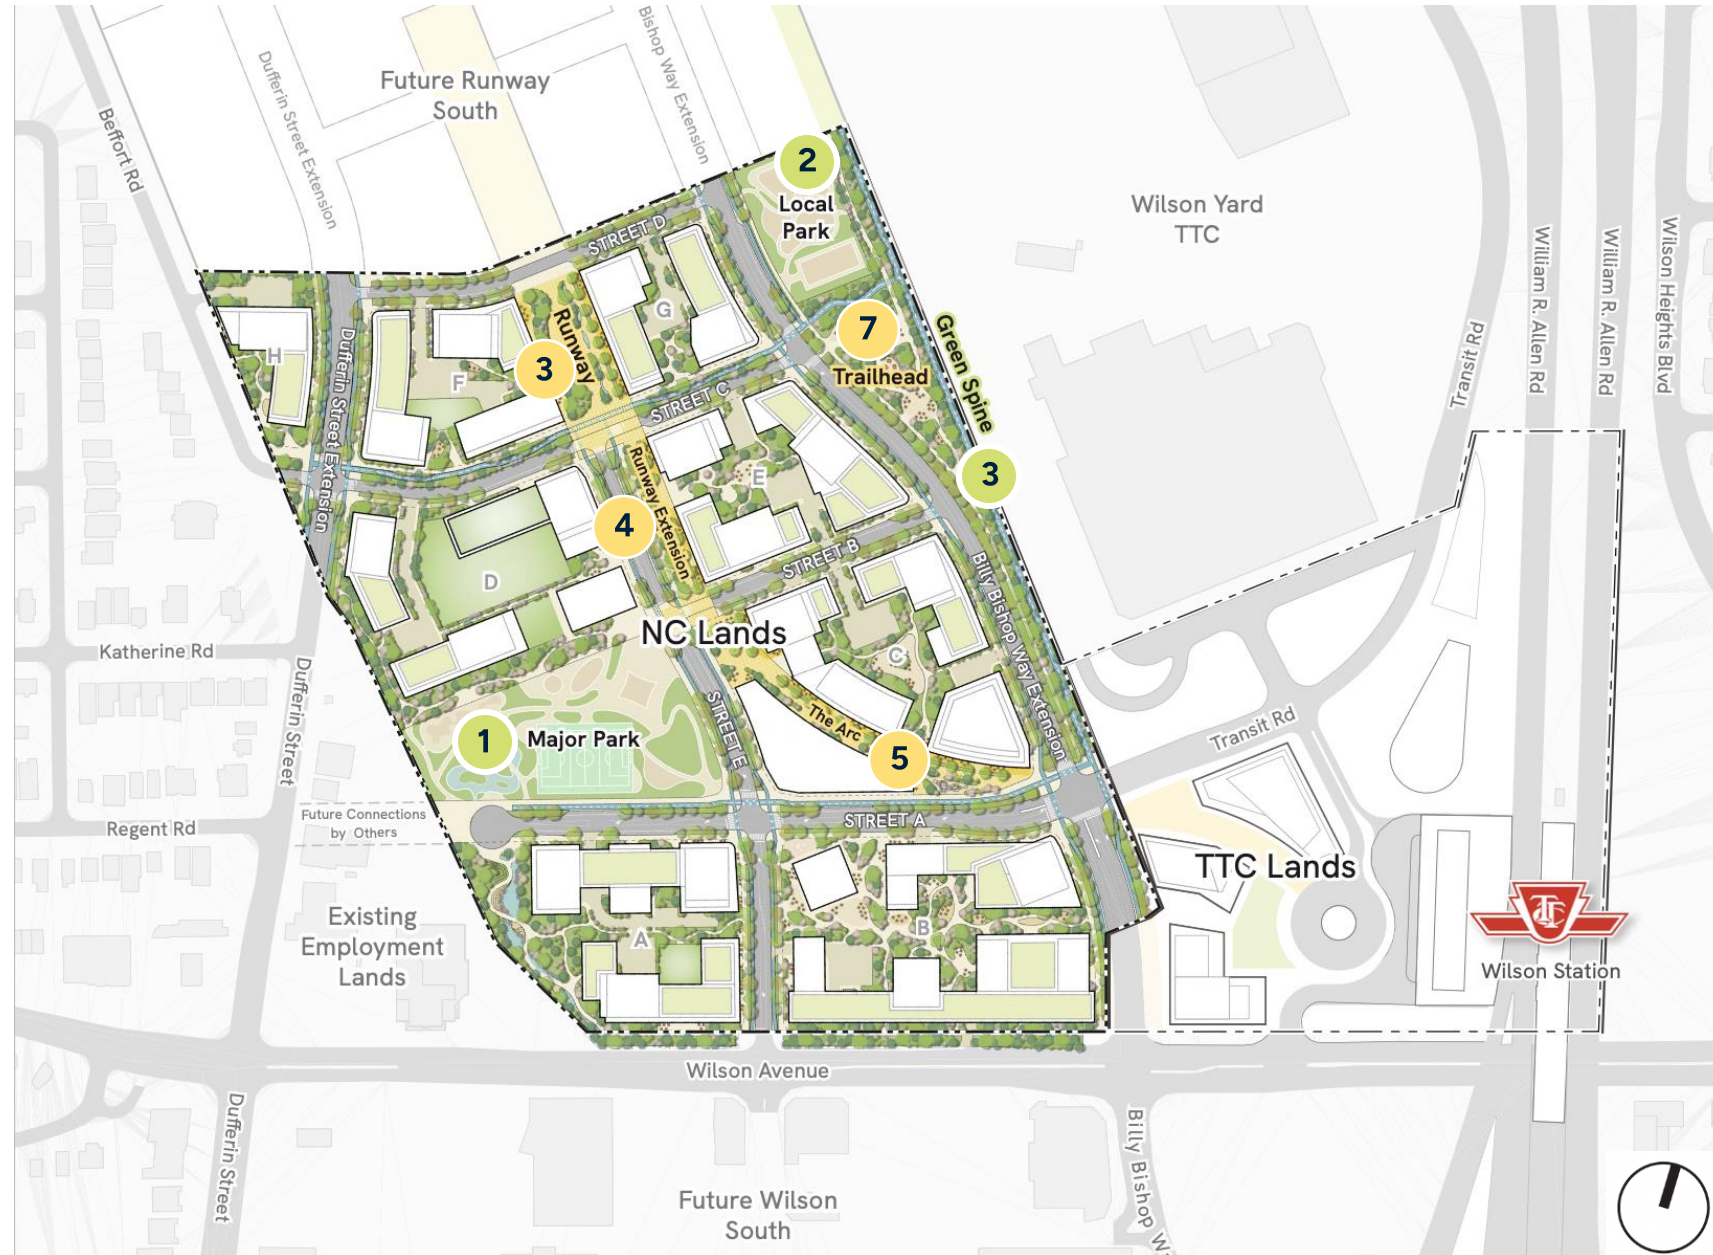 Future Runway
South
Dufferin Street Extension
Bishop Way Extension
Beffort Rd
2
Local
Park
Wilson Yard
TTC
William R. Allen Rd
William R. Allen Rd
Wilson Heights Blvd
Transit Rd
STREET D
Runway
G
7
Trailhead
Green Spine
H
Dufferin Street Extension
F
3
STREET C
3
Runway Extension
E
4
D
STREET B
Billy Bishop Way Extension
NC Lands
C
Katherine Rd
Dufferin Street
STREET E
The Arc
1
Major Park
5
Transit Rd
Future Connections
by Others
Regent Rd
STREET A
TTC Lands
Existing
Employment
Lands
A
B
TTC
Wilson Station
Wilson Avenue
Dufferin Street
Billy Bishop Wa
Future Wilson
South